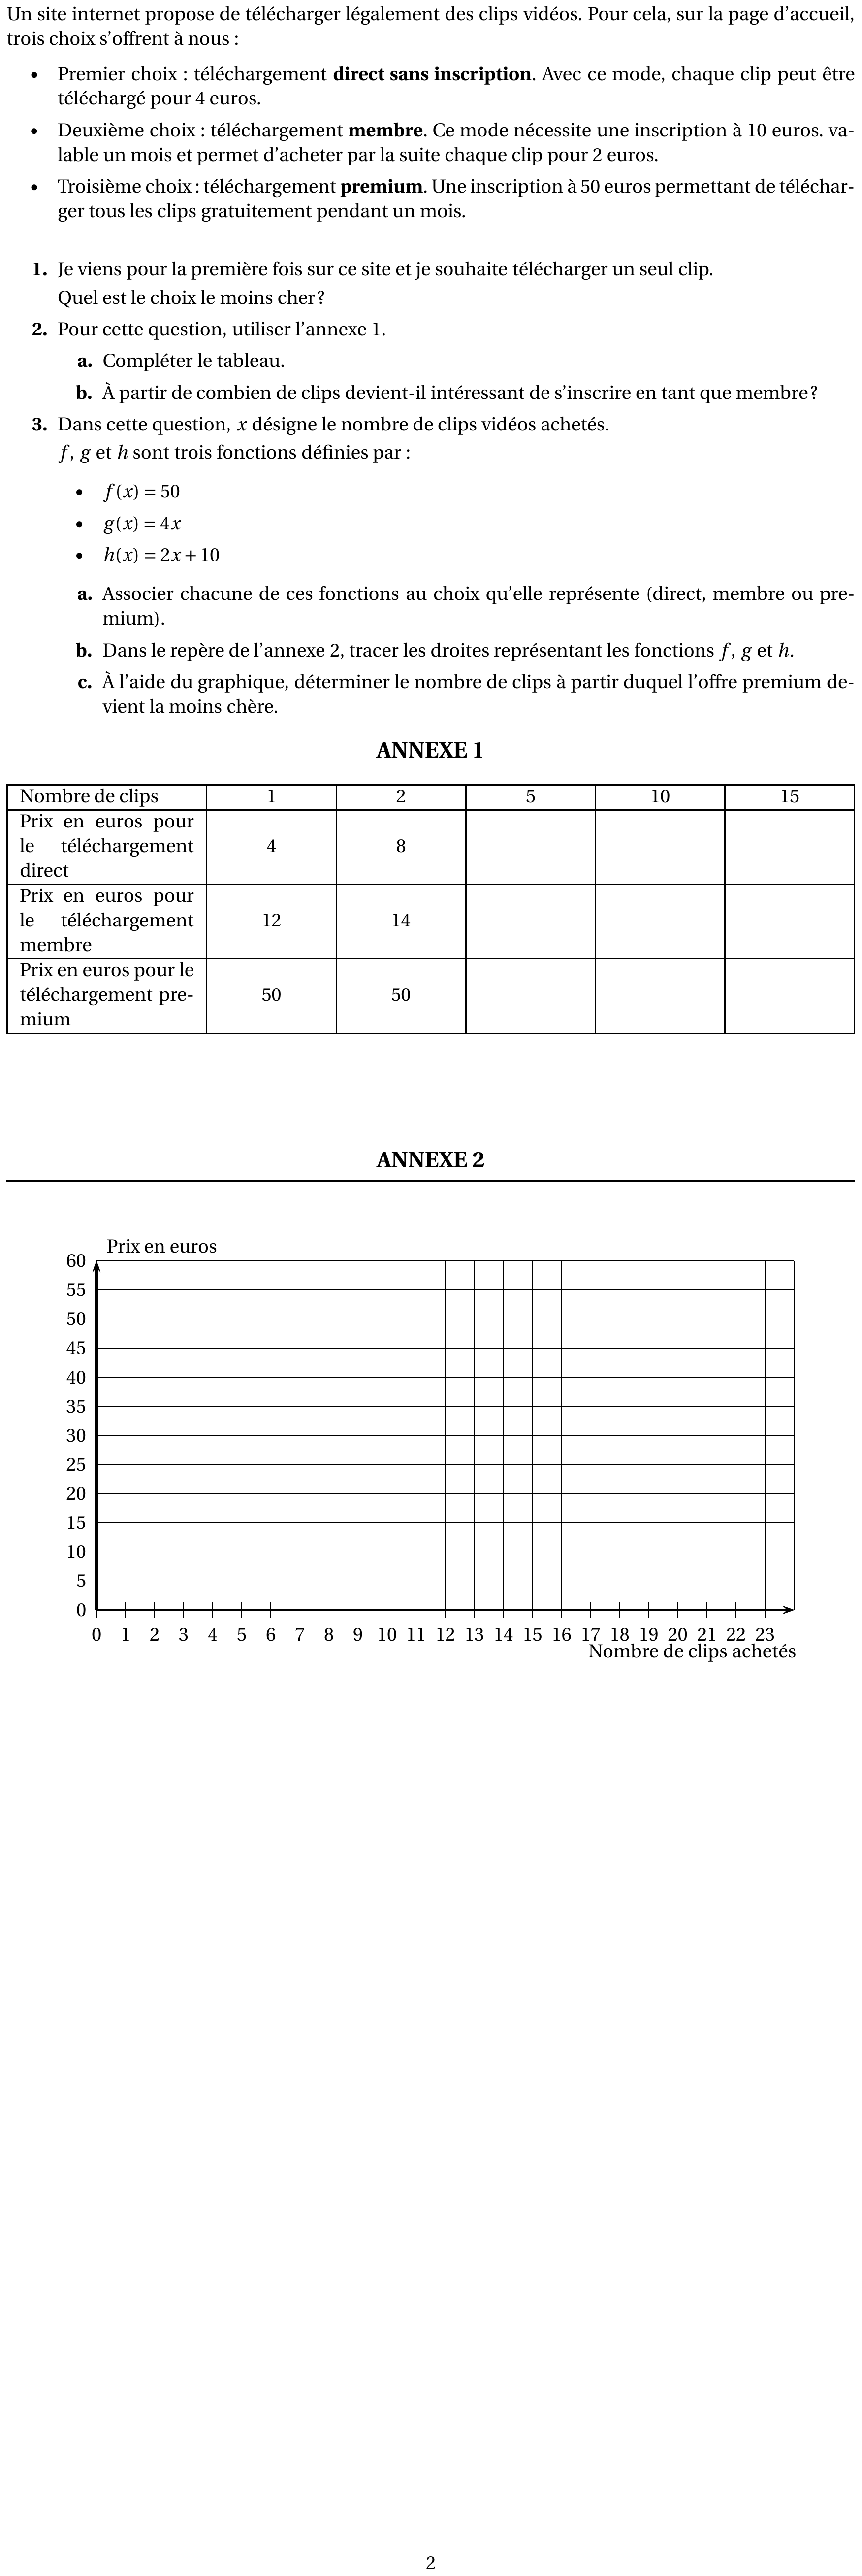 Un site internet propose de télécharger légalement des clips vidéos. Pour cela, sur la page d'accueil,
trois choix s'offrent à nous :
• Premier choix : téléchargement direct sans inscription. Avec ce mode, chaque clip peut être
téléchargé pour 4 euros.
• Deuxième choix : téléchargement membre. Ce mode nécessite une inscription à 10 euros. va-
lable un mois et permet d'acheter par la suite chaque clip pour 2 euros.
• Troisième choix : téléchargement premium. Une inscription à 50 euros permettant de téléchar-
ger tous les clips gratuitement pendant un mois.
1. Je viens pour la première fois sur ce site et je souhaite télécharger un seul clip.
Quel est le choix le moins cher ?
2. Pour cette question, utiliser l'annexe 1.
a. Compléter le tableau.
b. À partir de combien de clips devient-il intéressant de s'inscrire en tant que membre ?
3. Dans cette question, x désigne le nombre de clips vidéos achetés.
f, g et h sont trois fonctions définies par :
• f(x) = 50
• g(x) = 4x
• h(x) = 2x + 10
a. Associer chacune de ces fonctions au choix qu'elle représente (direct, membre ou pre-
mium).
b. Dans le repère de l'annexe 2, tracer les droites représentant les fonctions f, g et h.
c. À l'aide du graphique, déterminer le nombre de clips à partir duquel l'offre premium de-
vient la moins chère.
ANNEXE 1
Nombre de clips 1 2 5 10 15
Prix en euros pour
le téléchargement
direct
4 8
Prix en euros pour
le téléchargement
membre
12 14
Prix en euros pour le
téléchargement pre-
mium
50 50
ANNEXE 2
Prix en euros
60
55
50
45
40
35
30
25
20
15
10
5
0
0 1 2 3 4 5 6 7 8 9 10 11 12 13 14 15 16 17 18 19 20 21 22 23
Nombre de clips achetés
2